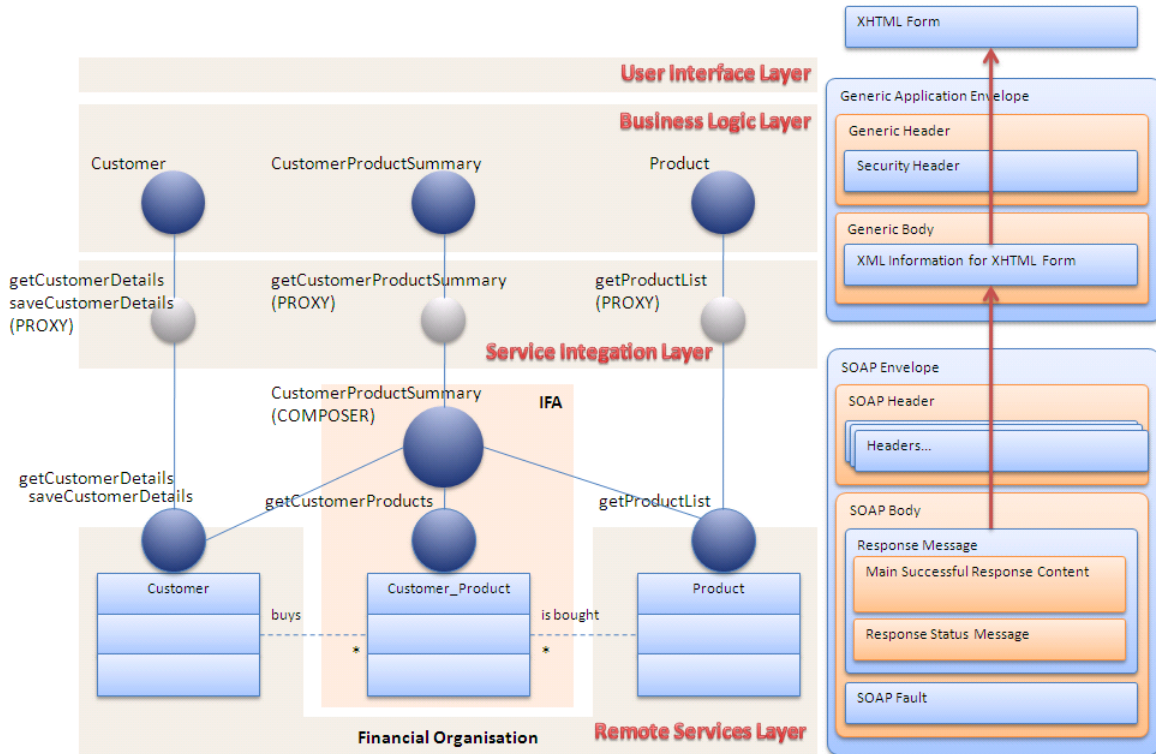 User Interface Layer
Business Logic Layer
Customer
CustomerProductSummary
Product
getCustomerDetails
saveCustomerDetails
(PROXY)
getCustomerProductSummary
(PROXY)
getProductList
(PROXY)
Service Integation Layer
CustomerProductSummary
(COMPOSER)
IFA
getCustomerDetails
saveCustomerDetails
getCustomerProducts
getProductList
Customer
Customer_Product
Product
buys
*
is bought
*
Financial Organisation
Remote Services Layer
XHTML Form
Generic Application Envelope
Generic Header
Security Header
Generic Body
XML Information for XHTML Form
SOAP Envelope
SOAP Header
Headers...
SOAP Body
Response Message
Main Successful Response Content
Response Status Message
SOAP Fault